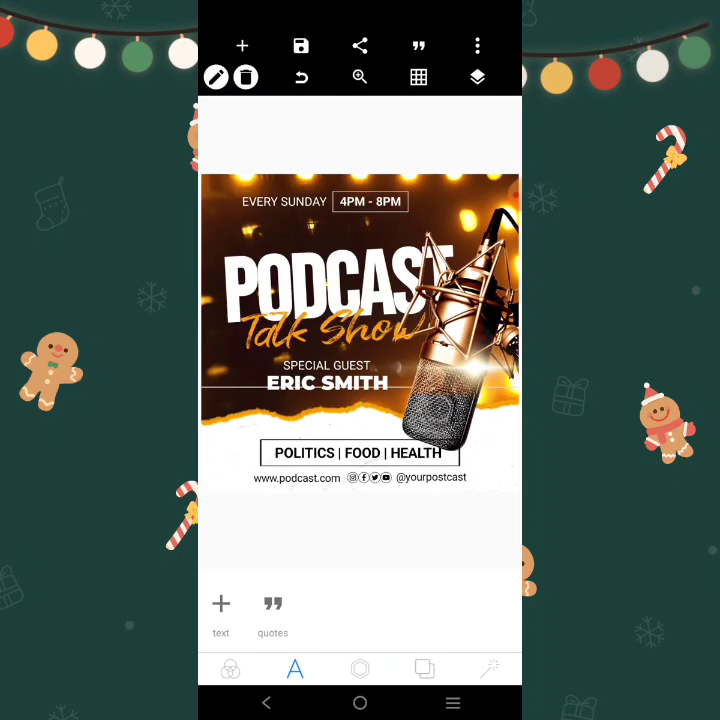 EVERY SUNDAY 4PM - 8PM
PODCAST
Talk Show
SPECIAL GUEST
ERIC SMITH
POLITICS | FOOD | HEALTH
www.podcast.com @yourpostcast
text quotes